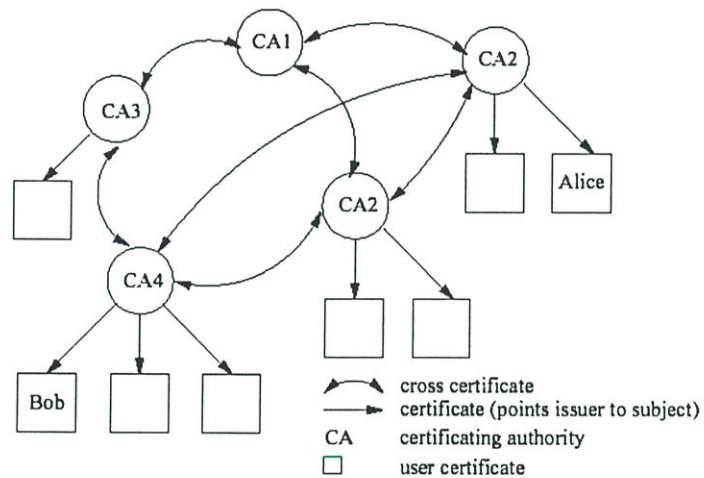 CA1
CA2
CA3
Alice
CA2
CA4
Bob
cross certificate
certificate (points issuer to subject)
CA certificating authority
user certificate